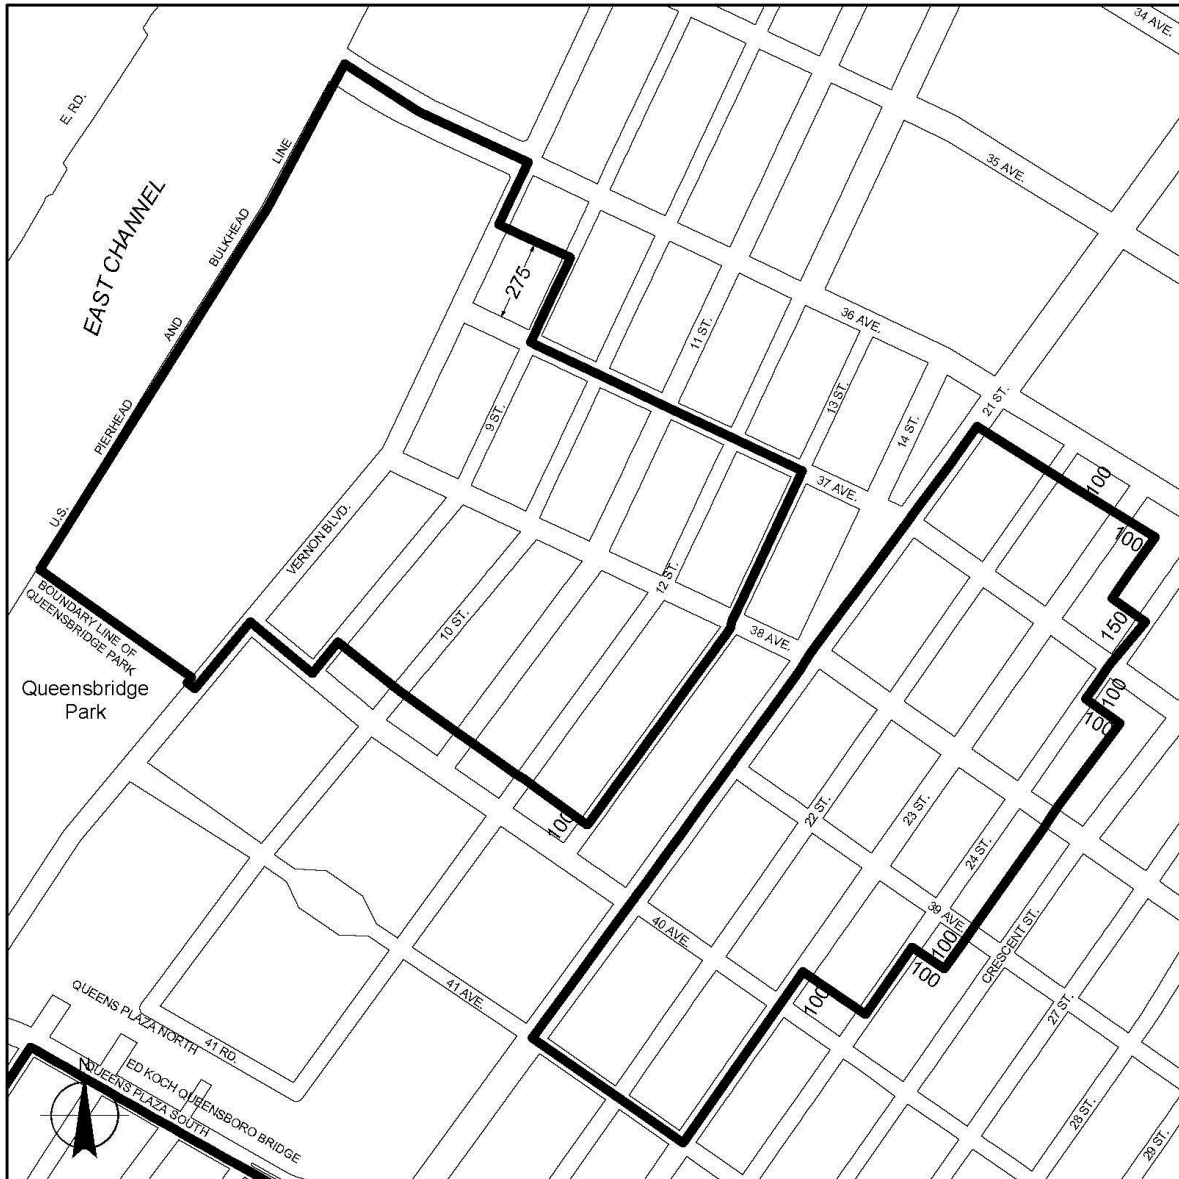 34 AVE.
E. RD.
LINE
35 AVE.
EAST CHANNEL
BULKHEAD
275
AND
11 ST.
36 AVE.
PIERHEAD
9 ST.
13 ST.
14 ST.
21 ST.
100
37 AVE.
U.S.
VERNON BLVD.
100
BOUNDARY LINE OF
QUEENSBRIDGE PARK
12 ST.
10 ST.
38 AVE.
150
Queensbridge
Park
100
100
22 ST.
23 ST.
100
24 ST.
39 AVE.
40 AVE.
100
CRESCENT ST.
100
41 AVE.
100
27 ST.
QUEENS PLAZA NORTH
41 RD.
N
ED KOCH QUEENSBORO BRIDGE
QUEENS PLAZA SOUTH
28 ST.
29 ST.